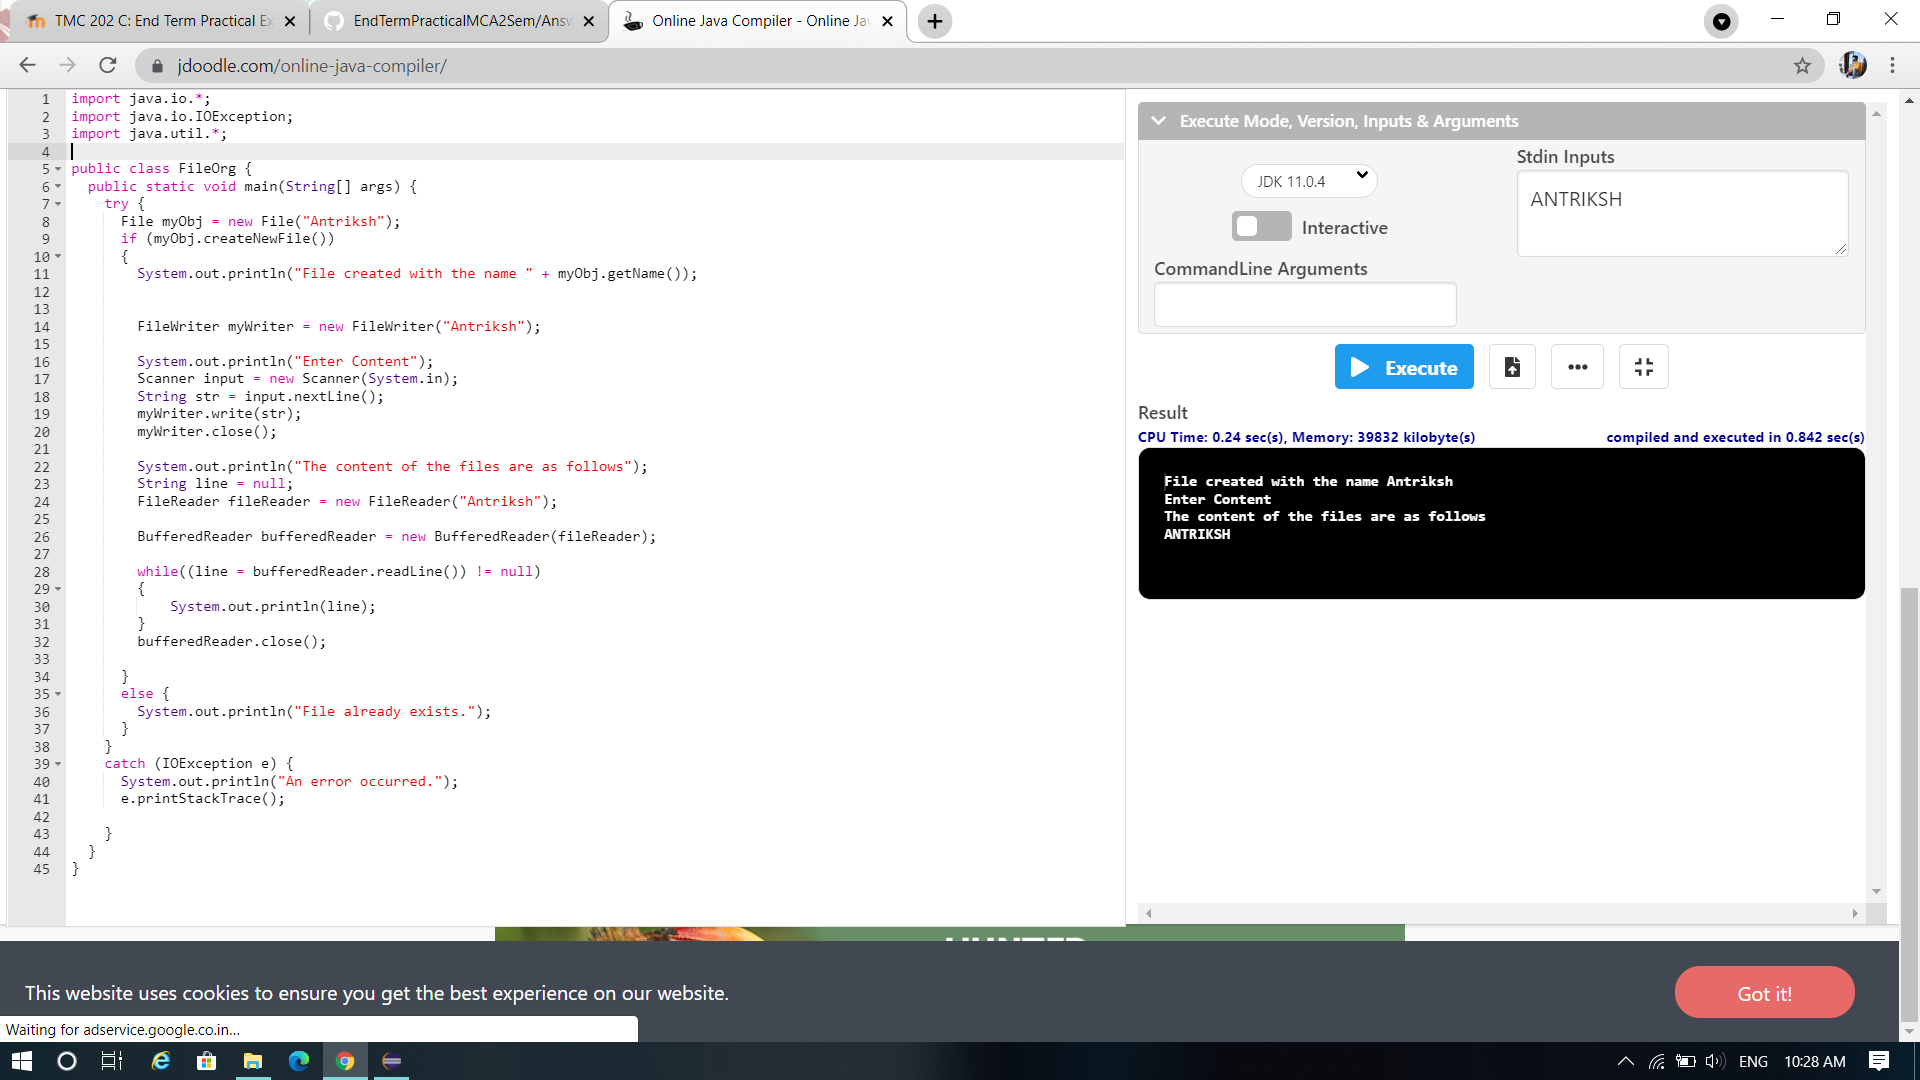 TMC 202 C: End Term Practical Ex
EndTermPracticalMCA2Sem/Answ
Online Java Compiler - Online Jav
jdoodle.com/online-java-compiler/
1 import java.io.*;
2 import java.io.IOException;
3 import java.util.*;
4
5 public class FileOrg {
6 public static void main(String[] args) {
7 try {
8 File myObj = new File("Antriksh");
9 if (myObj.createNewFile())
10 {
11 System.out.println("File created with the name " + myObj.getName());
12
13
14 FileWriter myWriter = new FileWriter("Antriksh");
15
16 System.out.println("Enter Content");
17 Scanner input = new Scanner(System.in);
18 String str = input.nextLine();
19 myWriter.write(str);
20 myWriter.close();
21
22 System.out.println("The content of the files are as follows");
23 String line = null;
24 FileReader fileReader = new FileReader("Antriksh");
25
26 BufferedReader bufferedReader = new BufferedReader(fileReader);
27
28 while((line = bufferedReader.readLine()) != null)
29 {
30 System.out.println(line);
31 }
32 bufferedReader.close();
33
34 }
35 else {
36 System.out.println("File already exists.");
37 }
38 }
39 catch (IOException e) {
40 System.out.println("An error occurred.");
41 e.printStackTrace();
42
43 }
44 }
45 }
Execute Mode, Version, Inputs & Arguments
JDK 11.0.4
Interactive
Stdin Inputs
ANTRIKSH
CommandLine Arguments
Execute
Result
CPU Time: 0.24 sec(s), Memory: 39832 kilobyte(s)
compiled and executed in 0.842 sec(s)
File created with the name Antriksh
Enter Content
The content of the files are as follows
ANTRIKSH
This website uses cookies to ensure you get the best experience on our website.
Got it!
Waiting for adservice.google.co.in...
ENG
10:28 AM